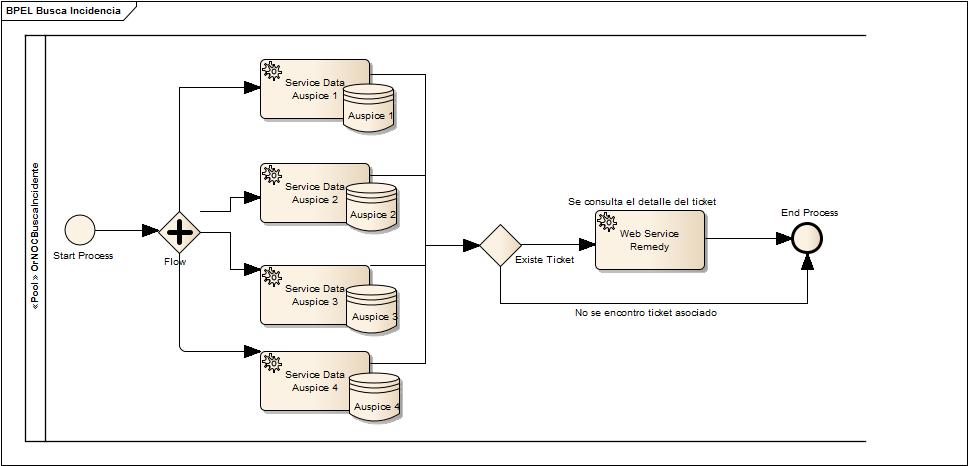 BPEL Busca Incidencia
«Pool» OrNOCBuscaIncidente
Start Process
Flow
Service Data
Auspice 1
Auspice 1
Service Data
Auspice 2
Auspice 2
Service Data
Auspice 3
Auspice 3
Service Data
Auspice 4
Auspice 4
Existe Ticket
Se consulta el detalle del ticket
Web Service
Remedy
End Process
No se encontro ticket asociado